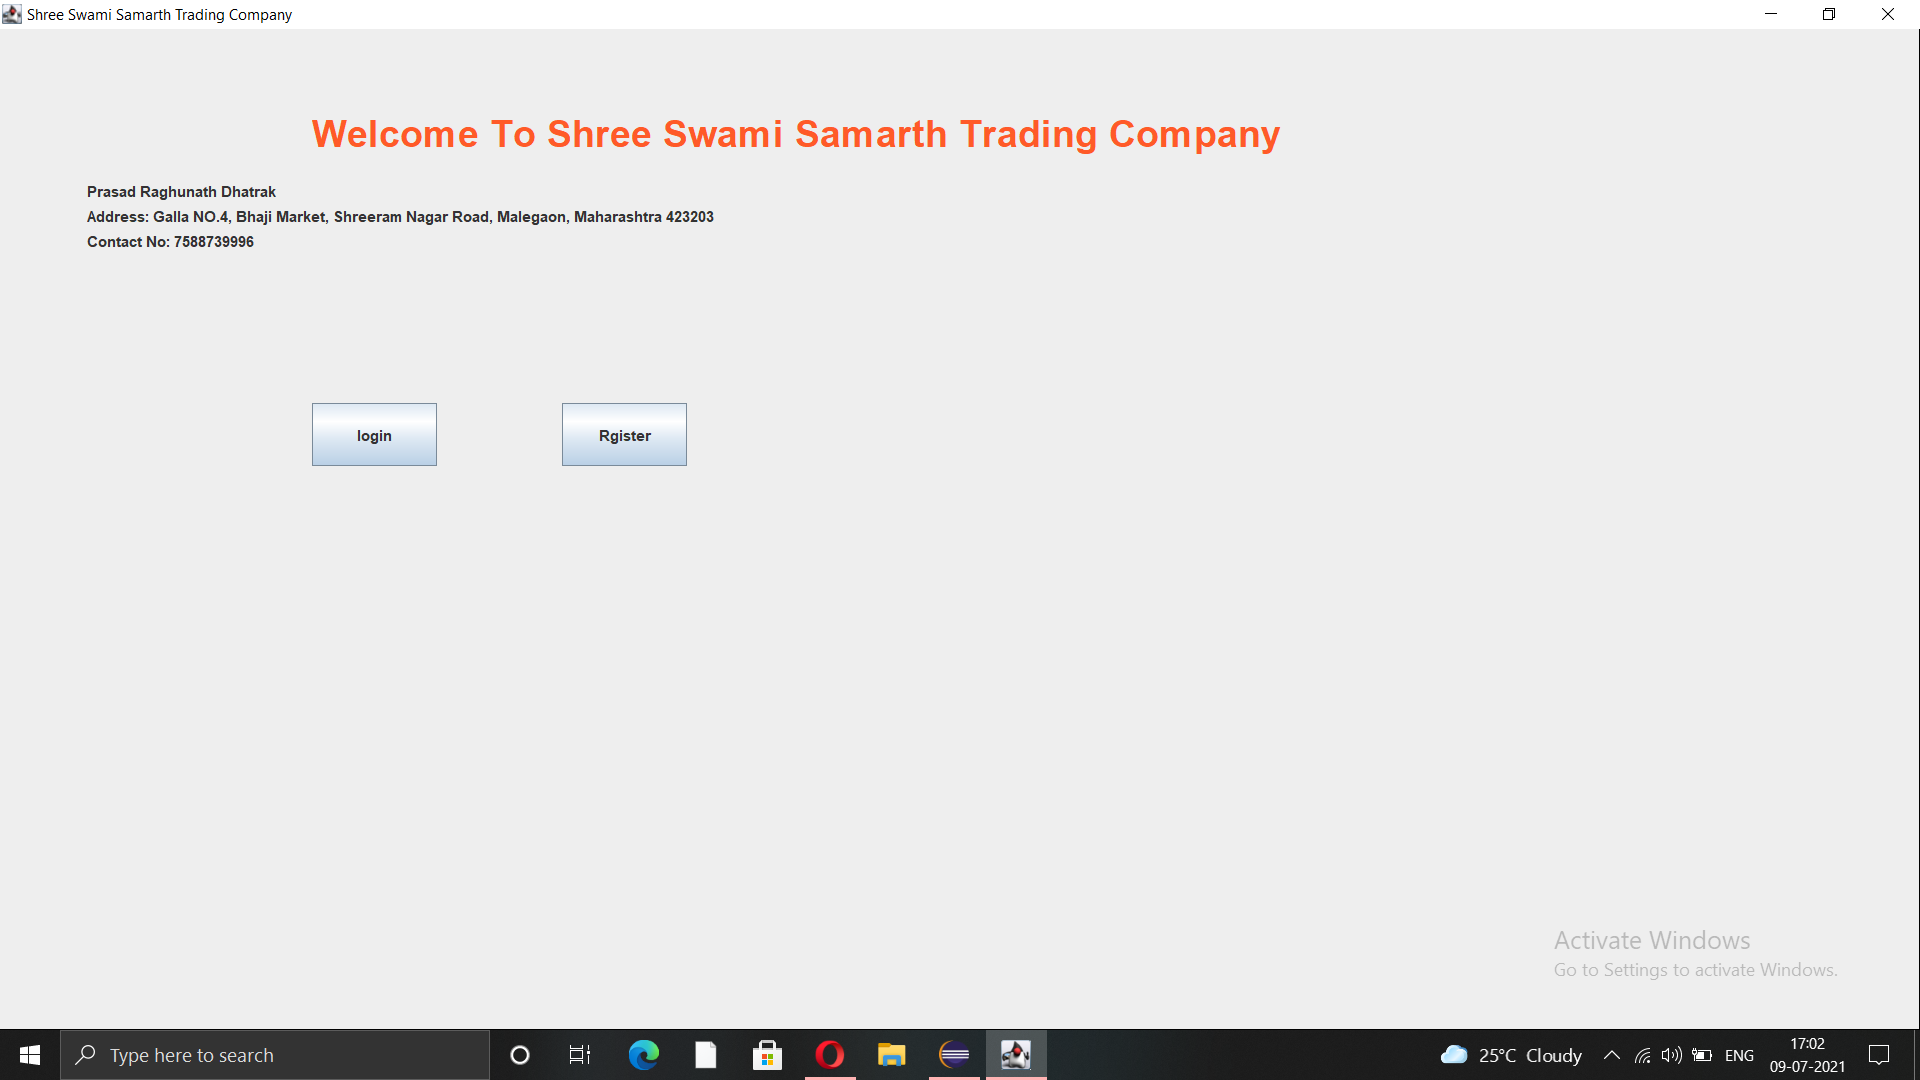 Shree Swami Samarth Trading Company
Welcome To Shree Swami Samarth Trading Company
Prasad Raghunath Dhatrak
Address: Galla NO.4, Bhaji Market, Shreeram Nagar Road, Malegaon, Maharashtra 423203
Contact No: 7588739996
login
Rgister
Activate Windows
Go to Settings to activate Windows.
Type here to search
25°C Cloudy
ENG
17:02
09-07-2021